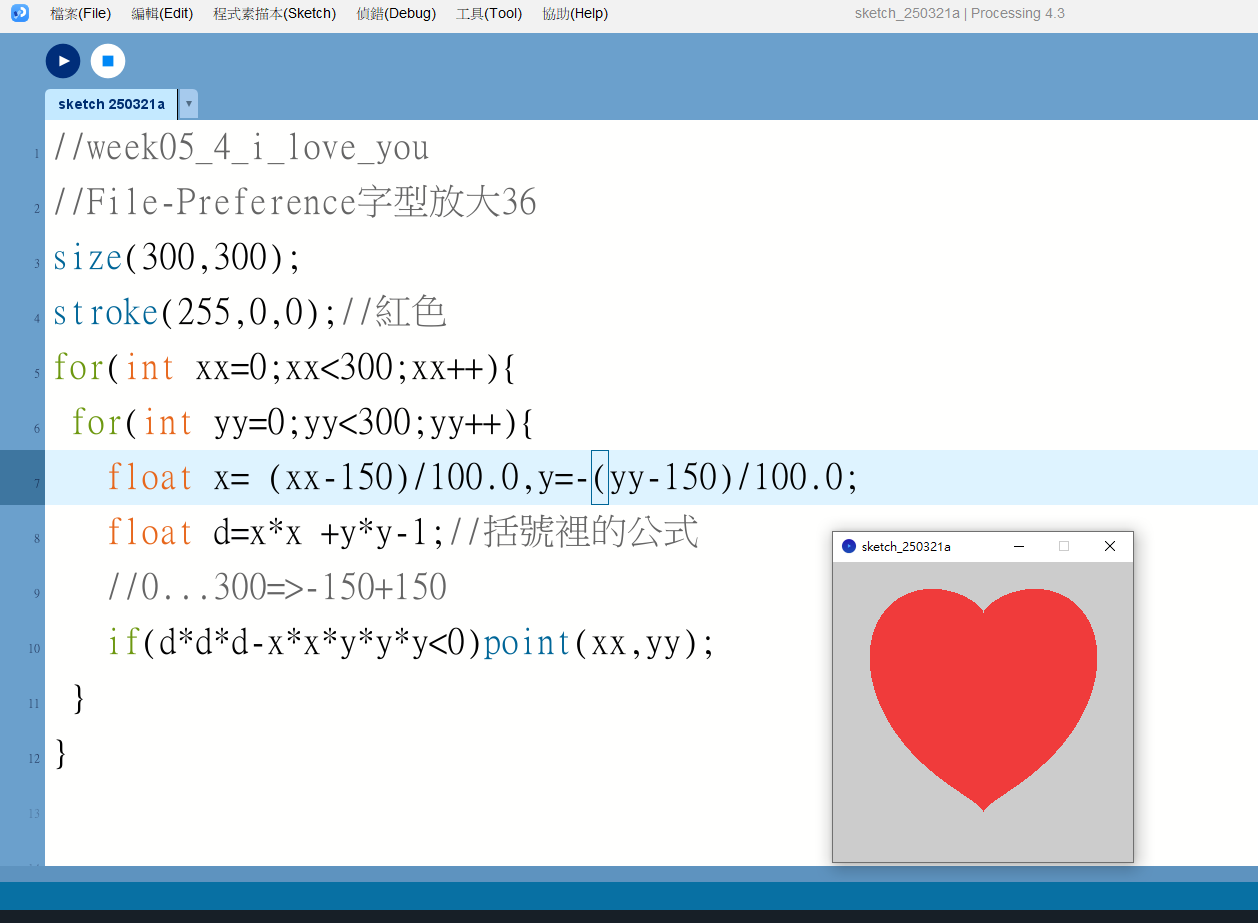 檔案(File) 編輯(Edit) 程式素描本(Sketch) 偵錯(Debug) 工具(Tool) 協助(Help) sketch_250321a | Processing 4.3
sketch 250321a
1 //week05_4_i_love_you
2 //File-Preference字型放大36
3 size(300,300);
4 stroke(255,0,0);//紅色
5 for(int xx=0;xx<300;xx++){
6 for(int yy=0;yy<300;yy++){
7 float x= (xx-150)/100.0,y=-(yy-150)/100.0;
8 float d=x*x +y*y-1;//括號裡的公式
9 //0...300=>-150+150
10 if(d*d*d-x*x*y*y*y<0)point(xx,yy);
11 }
12 }
13
sketch_250321a